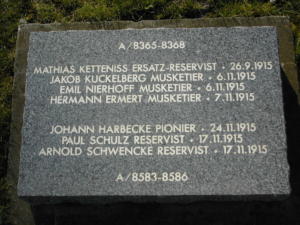 A/8365-8368
MATHIAS KETTENISS ERSATZ-RESERVIST • 26.9.1915
JAKOB KUCKELBERG MUSKETIER • 6.11.1915
EMIL NIERHOFF MUSKETIER • 6.11.1915
HERMANN ERMERT MUSKETIER • 7.11.1915
JOHANN HARBECKE PIONIER • 24.11.1915
PAUL SCHULZ RESERVIST • 17.11.1915
ARNOLD SCHWENCKE RESERVIST • 17.11.1915
A/8583-8586